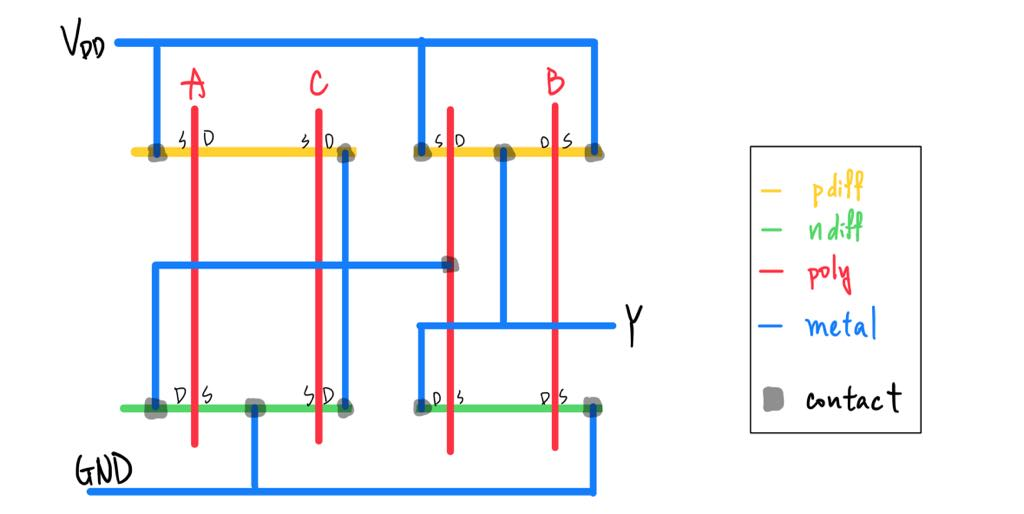 VDD
A C B
S D S D S D D S
Y
D S S D D S D S
GND
pdiff
ndiff
poly
metal
contact